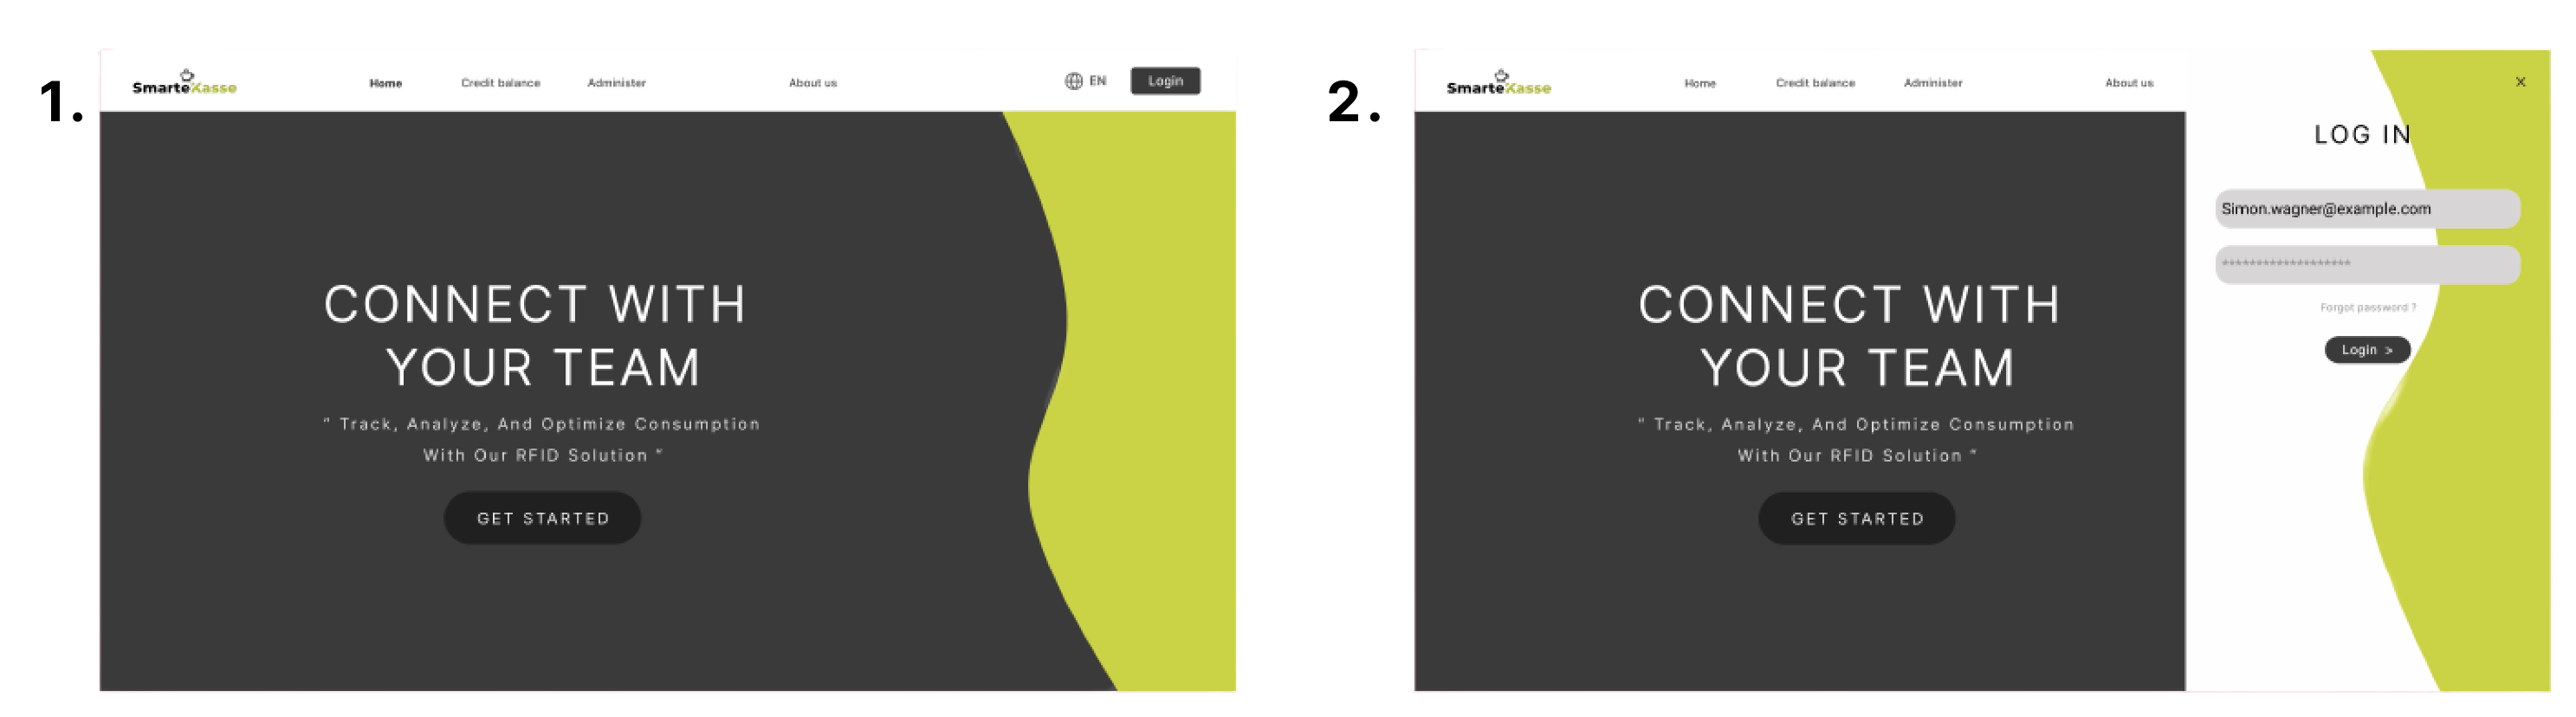 1.
SmarteKasse
Home Credit balance Administer About us EN Login
CONNECT WITH
YOUR TEAM
“ Track, Analyze, And Optimize Consumption
With Our RFID Solution ”
GET STARTED
2.
SmarteKasse
Home Credit balance Administer About us ×
CONNECT WITH
YOUR TEAM
“ Track, Analyze, And Optimize Consumption
With Our RFID Solution ”
GET STARTED
LOG IN
Simon.wagner@example.com
*******************
Forgot password ?
Login >